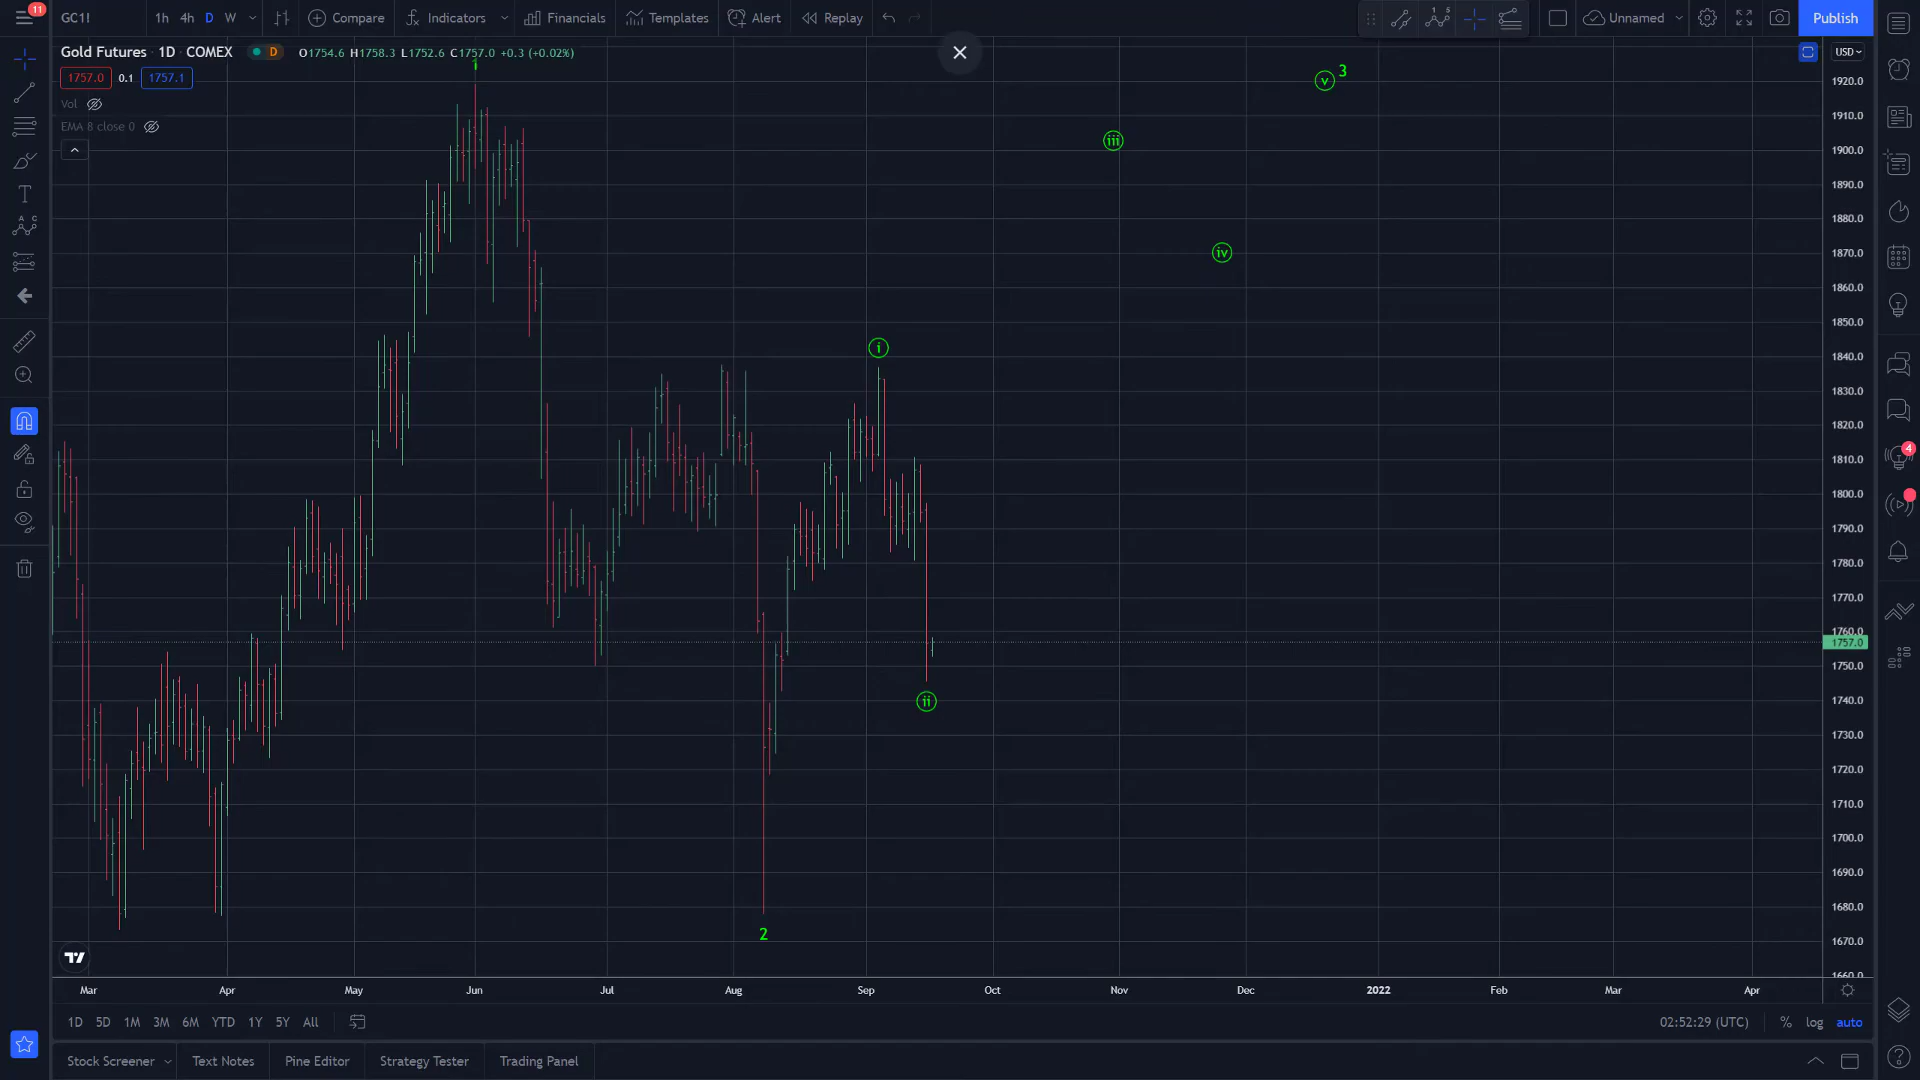 11
GC1! 1h 4h D W Compare Indicators Financials Templates Alert Replay Unnamed Publish
Gold Futures · 1D · COMEX D O1754.6 H1758.3 L1752.6 C1757.0 +0.3 (+0.02%)
USD
1757.0 0.1 1757.1
Vol
EMA 8 close 0
1
v 3
iii
iv
i
ii
2
1920.0
1910.0
1900.0
1890.0
1880.0
1870.0
1860.0
1850.0
1840.0
1830.0
1820.0
1810.0
1800.0
1790.0
1780.0
1770.0
1760.0
1757.0
1750.0
1740.0
1730.0
1720.0
1710.0
1700.0
1690.0
1680.0
1670.0
1660.0
4
Mar Apr May Jun Jul Aug Sep Oct Nov Dec 2022 Feb Mar Apr
1D 5D 1M 3M 6M YTD 1Y 5Y All 02:52:29 (UTC) % log auto
Stock Screener Text Notes Pine Editor Strategy Tester Trading Panel